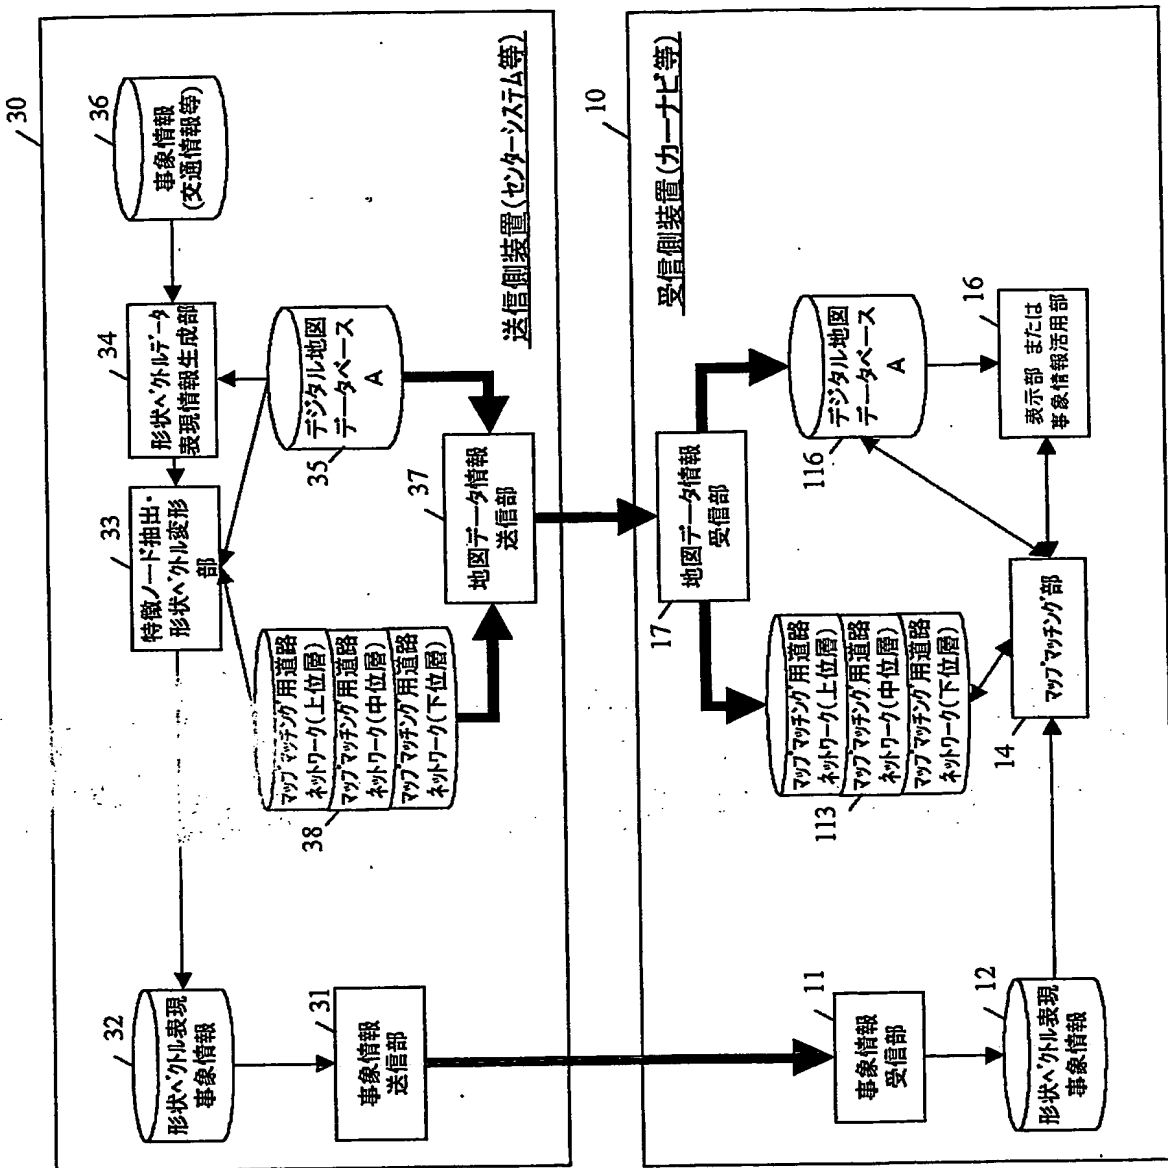 30
送信側装置(センターシステム等)
32
形状ベクトル表現
事象情報
31
事象情報
送信部
33
特徴ノード抽出・
形状ベクトル変形
部
34
形状ベクトルデータ
表現情報生成部
36
事象情報
(交通情報等)
38
マップマッチング用道路
ネットワーク(上位層)
マップマッチング用道路
ネットワーク(中位層)
マップマッチング用道路
ネットワーク(下位層)
35
デジタル地図
データベース
A
37
地図データ情報
送信部
10
受信側装置(カーナビ等)
11
事象情報
受信部
12
形状ベクトル表現
事象情報
17
地図データ情報
受信部
113
マップマッチング用道路
ネットワーク(上位層)
マップマッチング用道路
ネットワーク(中位層)
マップマッチング用道路
ネットワーク(下位層)
116
デジタル地図
データベース
A
14
マップマッチング部
16
表示部 または
事象情報活用部